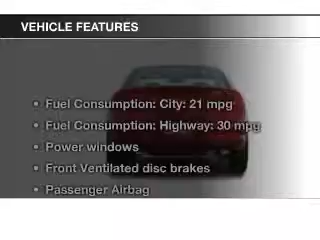 VEHICLE FEATURES
• Fuel Consumption: City: 21 mpg
• Fuel Consumption: Highway: 30 mpg
• Power windows
• Front Ventilated disc brakes
• Passenger Airbag